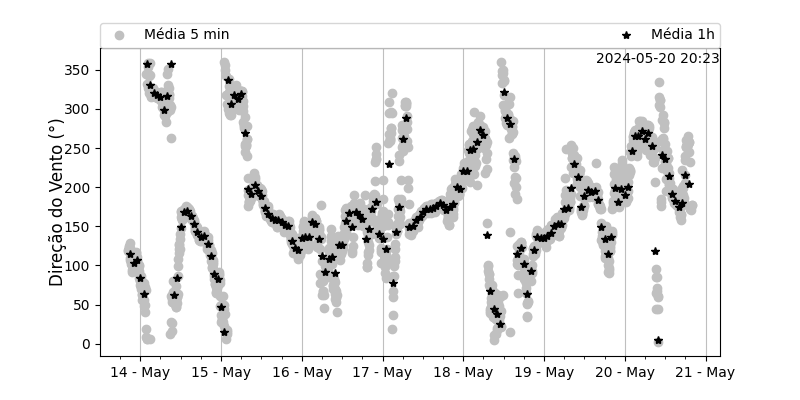 Média 5 min
Média 1h
2024-05-20 20:23
Direção do Vento (°)
350
300
250
200
150
100
50
0
14 - May
15 - May
16 - May
17 - May
18 - May
19 - May
20 - May
21 - May